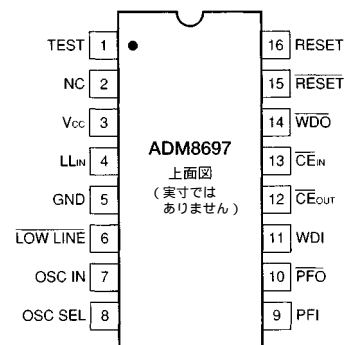 TEST 1
NC 2
Vcc 3
LLIN 4
GND 5
LOW LINE 6
OSC IN 7
OSC SEL 8
ADM8697
上面図
(実寸では
ありません)
16 RESET
15 RESET
14 WDO
13 CEIN
12 CEOUT
11 WDI
10 PFO
9 PFI